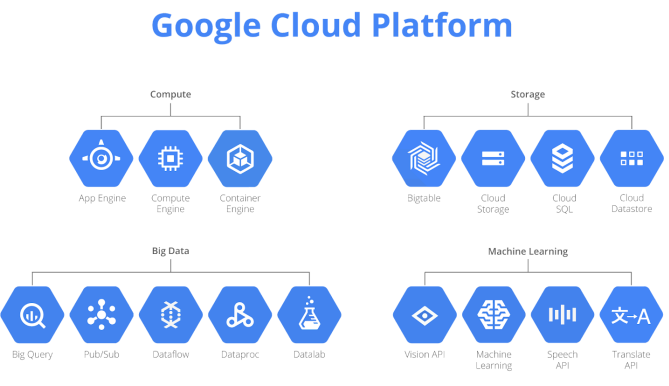 Google Cloud Platform
Compute
Storage
App Engine
Compute
Engine
Container
Engine
Bigtable
Cloud
Storage
Cloud
SQL
Cloud
Datastore
Big Data
Machine Learning
文→A
Big Query
Pub/Sub
Dataflow
Dataproc
Datalab
Vision API
Machine
Learning
Speech
API
Translate
API